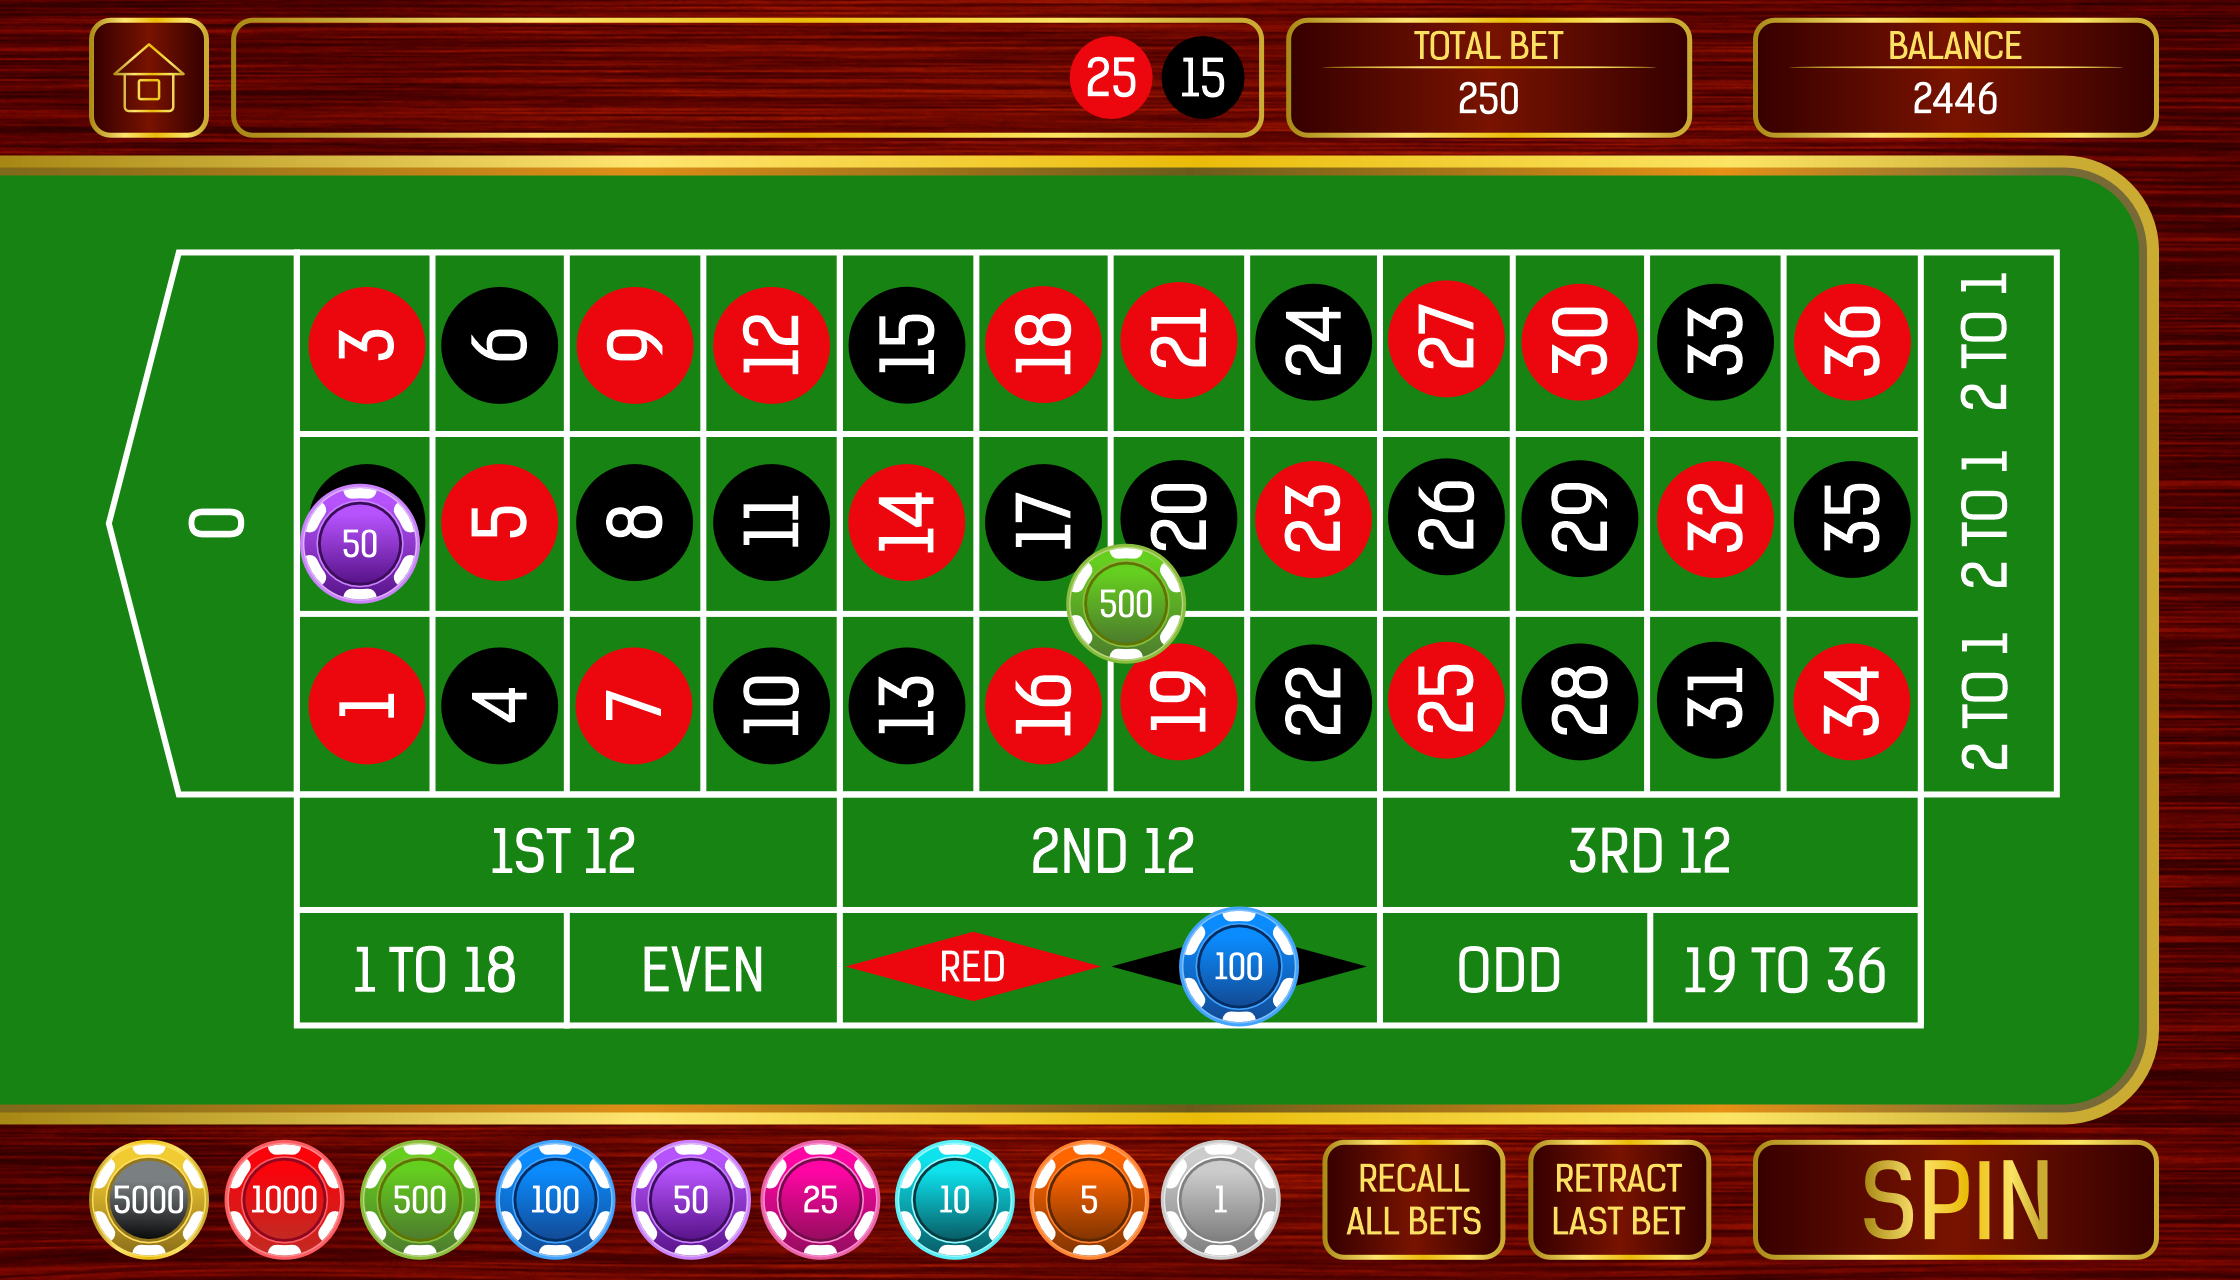 25 15
TOTAL BET
250
BALANCE
2446
3 6 9 12 15 18 21 24 27 30 33 36 2 TO 1
0 50 5 8 11 14 17 20 23 26 29 32 35 2 TO 1
500
1 4 7 10 13 16 19 22 25 28 31 34 2 TO 1
1ST 12 2ND 12 3RD 12
1 TO 18 EVEN RED 100 ODD 19 TO 36
5000 1000 500 100 50 25 10 5 1
RECALL
ALL BETS
RETRACT
LAST BET
SPIN